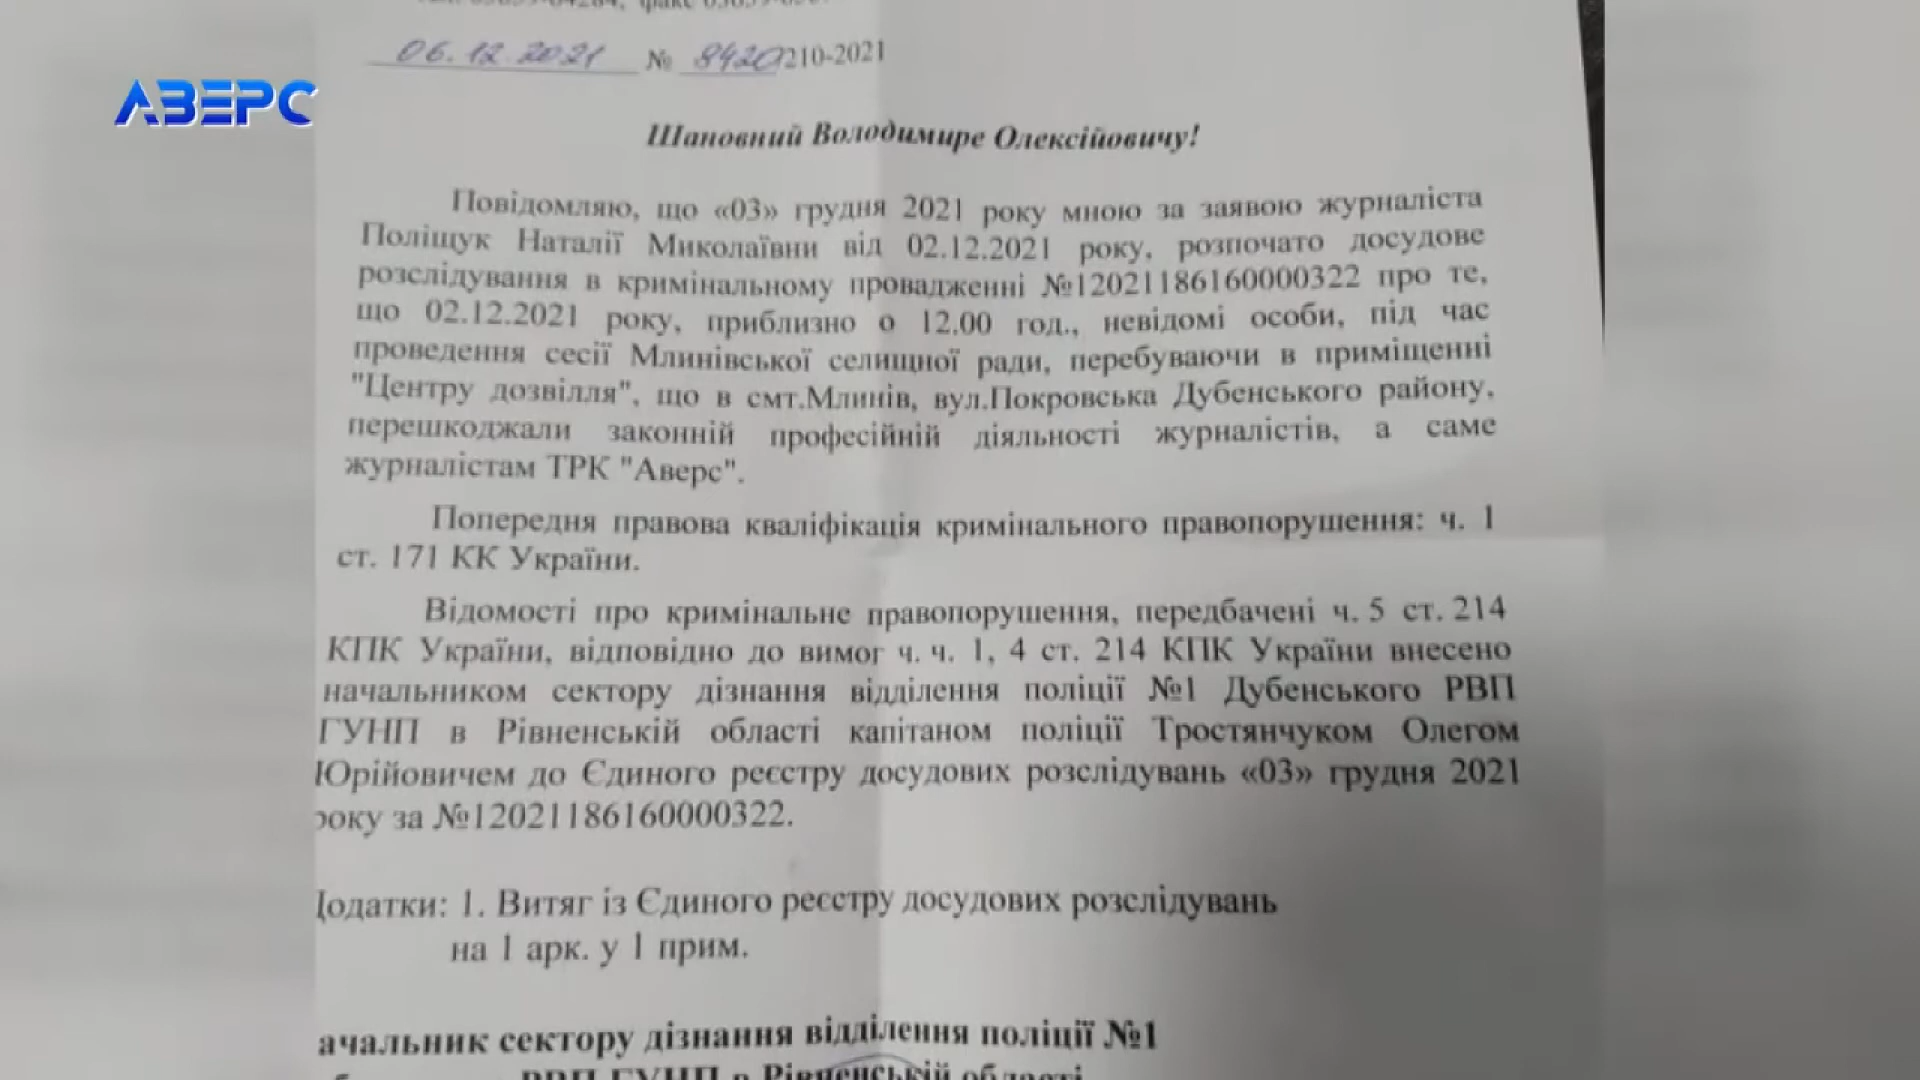 06.12.2021 № 8420/210-2021
АВЕРС
Шановний Володимире Олексійовичу!
Повідомляю, що «03» грудня 2021 року мною за заявою журналіста
Поліщук Наталії Миколаївни від 02.12.2021 року, розпочато досудове
розслідування в кримінальному провадженні №12021186160000322 про те,
що 02.12.2021 року, приблизно о 12.00 год., невідомі особи, під час
проведення сесії Млинівської селищної ради, перебуваючи в приміщенні
"Центру дозвілля", що в смт.Млинів, вул.Покровська Дубенського району,
перешкоджали законній професійній діяльності журналістів, а саме
журналістам ТРК "Аверс".
Попередня правова кваліфікація кримінального правопорушення: ч. 1
ст. 171 КК України.
Відомості про кримінальне правопорушення, передбачені ч. 5 ст. 214
КПК України, відповідно до вимог ч. ч. 1, 4 ст. 214 КПК України внесено
начальником сектору дізнання відділення поліції №1 Дубенського РВП
ГУНП в Рівненській області капітаном поліції Тростянчуком Олегом
Юрійовичем до Єдиного реєстру досудових розслідувань «03» грудня 2021
року за №12021186160000322.
Додатки: 1. Витяг із Єдиного реєстру досудових розслідувань
на 1 арк. у 1 прим.
ачальник сектору дізнання відділення поліції №1
РВП ГУНП в Рівненській області